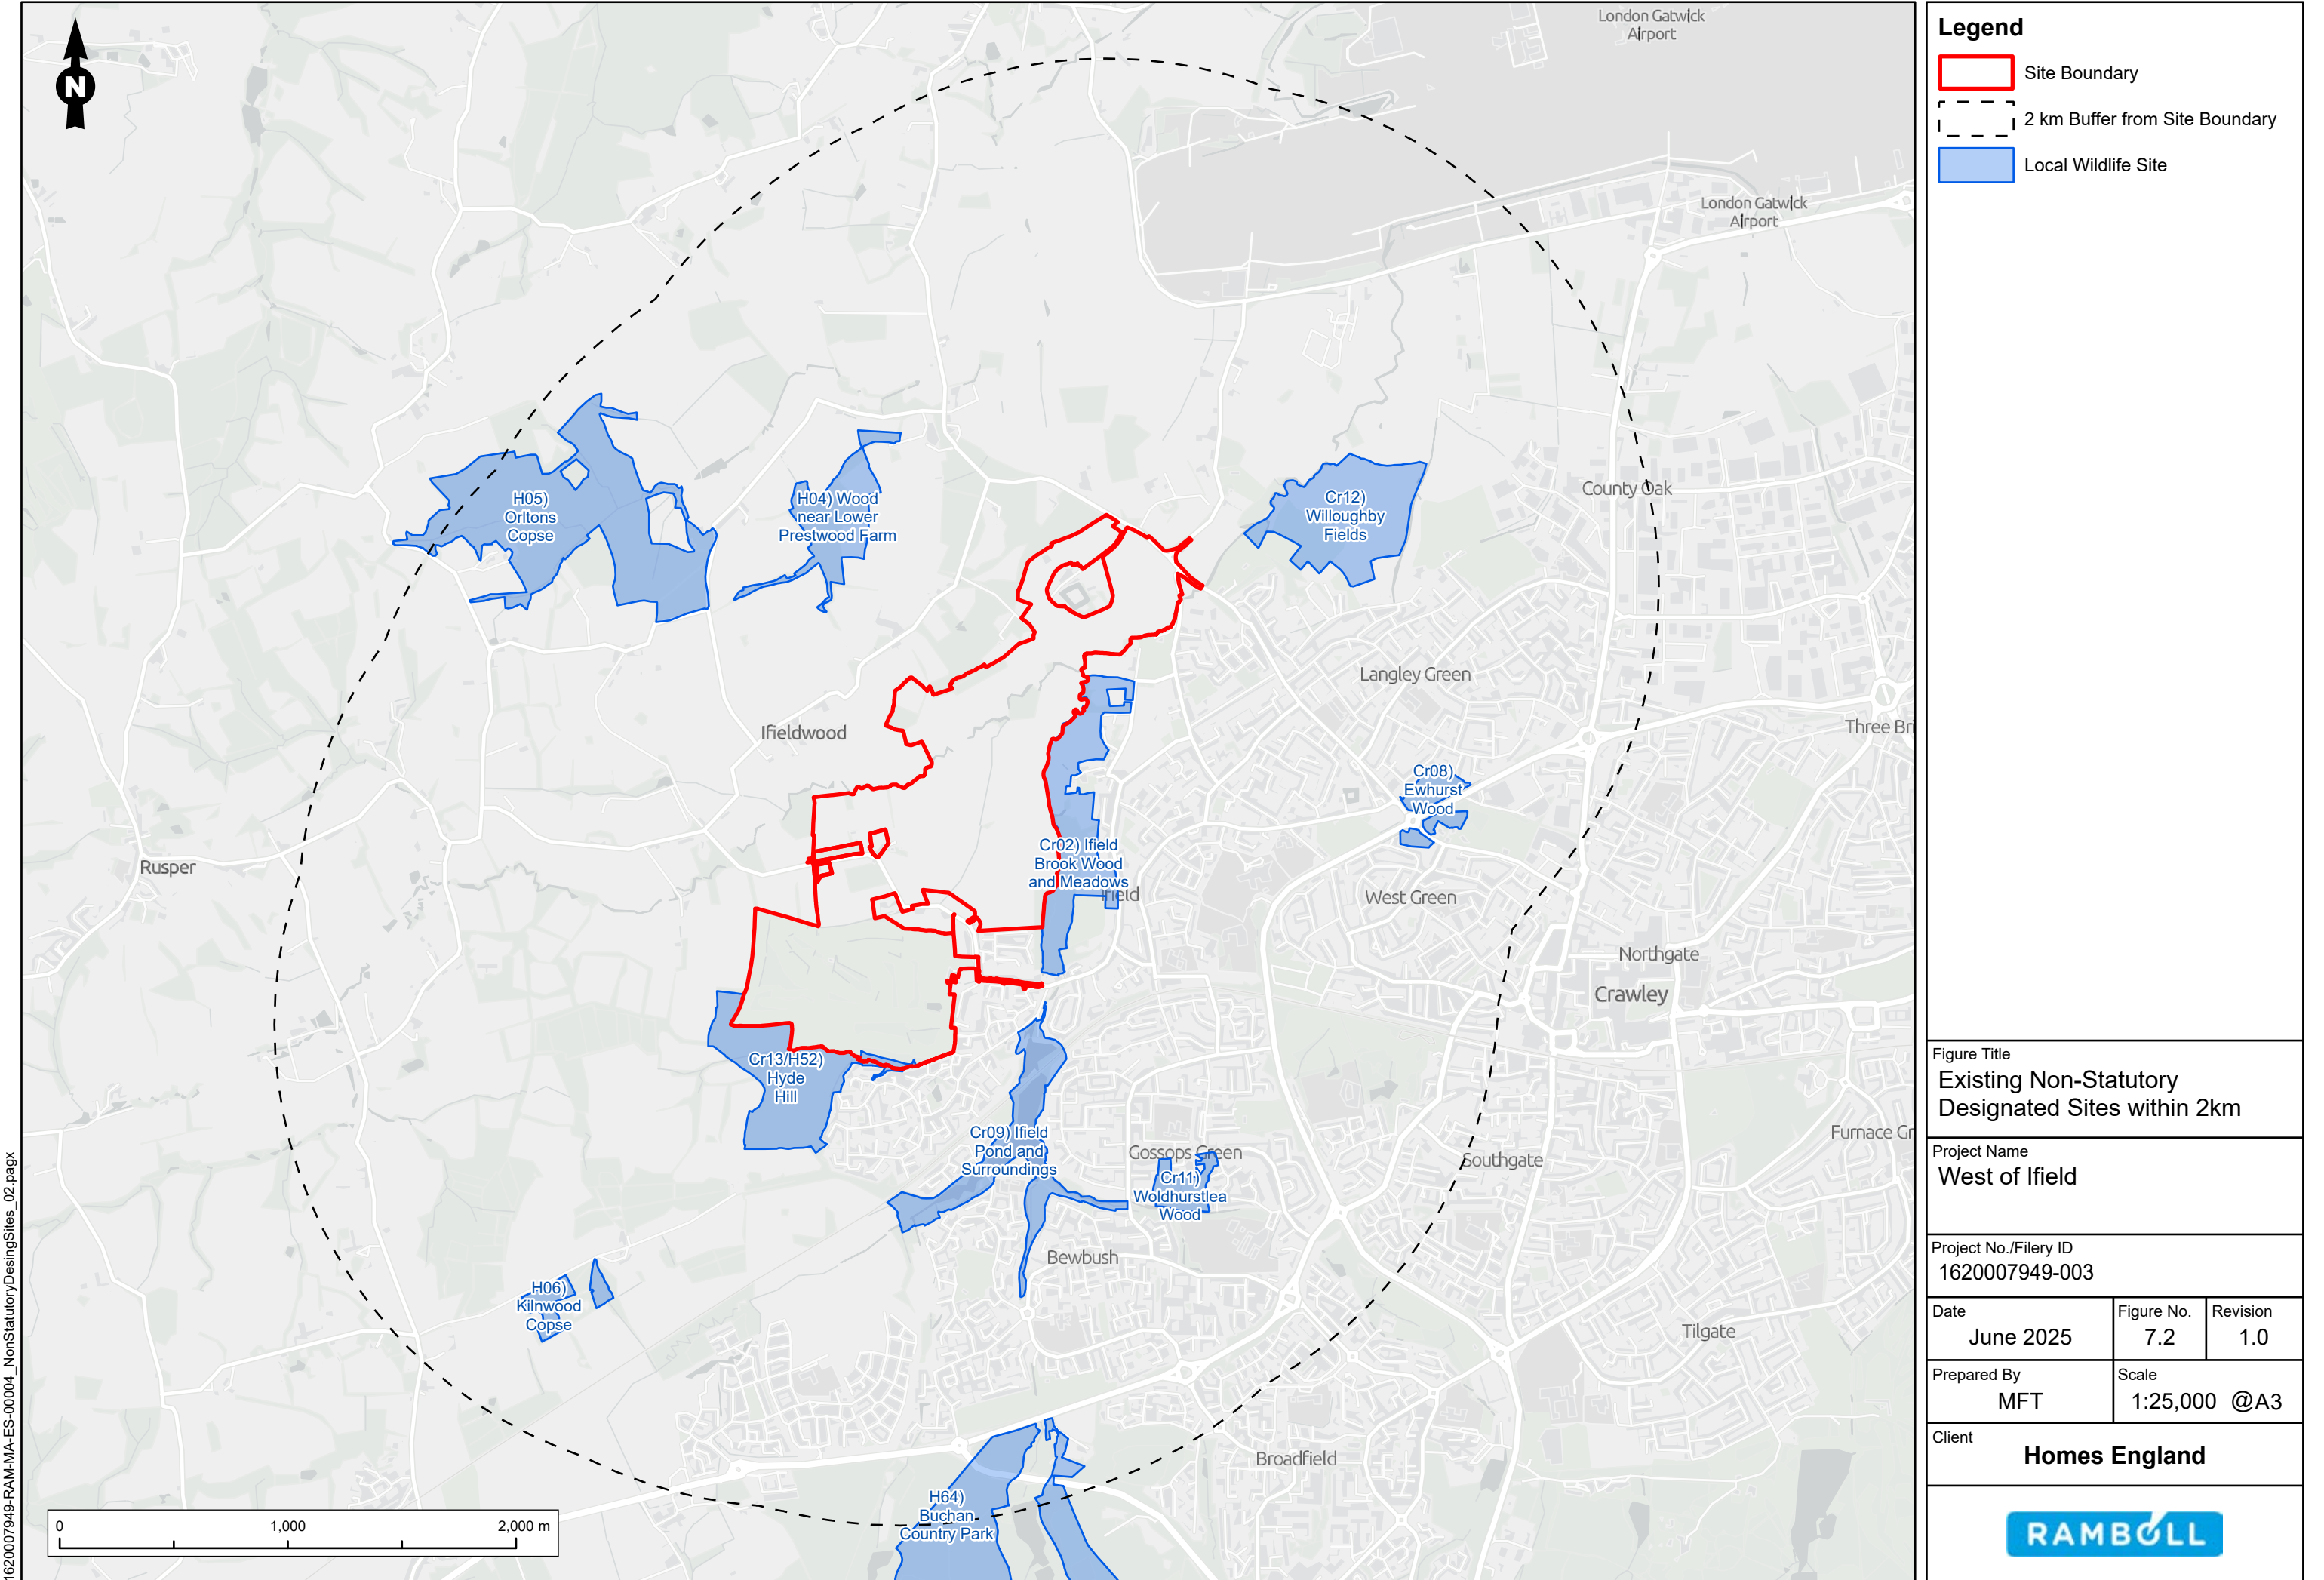 N
London Gatwick
Airport
London Gatwick
Airport
H05)
Orltons
Copse
H04) Wood
near Lower
Prestwood Farm
Cr12)
Willoughby
Fields
County Oak
Langley Green
Ifieldwood
Three Bri
Cr08)
Ewhurst
Wood
Rusper
Cr02) Ifield
Brook Wood
and Meadows
Ifield
West Green
Northgate
Crawley
Cr13/H52)
Hyde
Hill
Cr09) Ifield
Pond and
Surroundings
Gossops Green
Cr11)
Woldhurstlea
Wood
Southgate
Furnace Gr
Bewbush
H06)
Kilnwood
Copse
Tilgate
Broadfield
H64)
Buchan
Country Park
0 1,000 2,000 m
1620007949-RAM-MA-ES-00004_NonStatutoryDesingSites_02.pagx
Legend
Site Boundary
2 km Buffer from Site Boundary
Local Wildlife Site
Figure Title
Existing Non-Statutory
Designated Sites within 2km
Project Name
West of Ifield
Project No./Filery ID
1620007949-003
Date Figure No. Revision
June 2025 7.2 1.0
Prepared By Scale
MFT 1:25,000 @A3
Client
Homes England
RAMBOLL